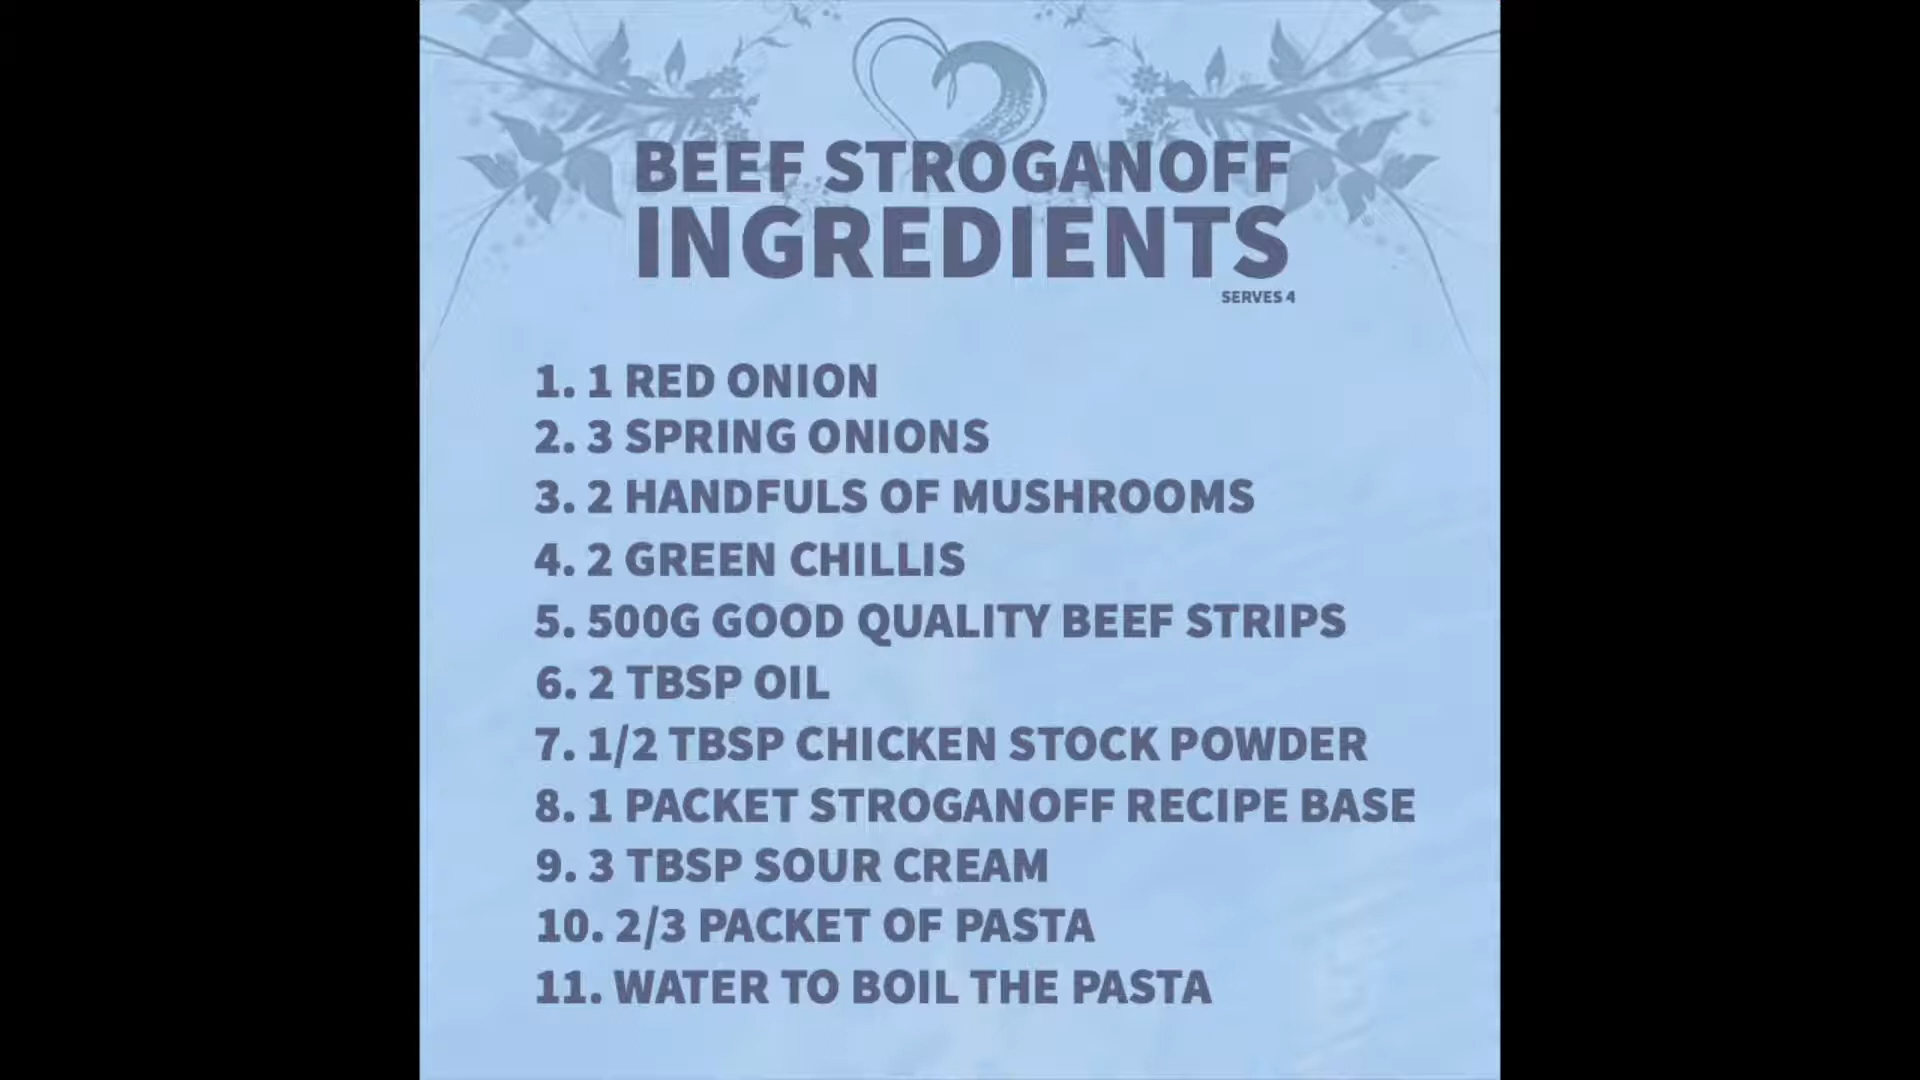 BEEF STROGANOFF
INGREDIENTS
SERVES 4
1. 1 RED ONION
2. 3 SPRING ONIONS
3. 2 HANDFULS OF MUSHROOMS
4. 2 GREEN CHILLIS
5. 500G GOOD QUALITY BEEF STRIPS
6. 2 TBSP OIL
7. 1/2 TBSP CHICKEN STOCK POWDER
8. 1 PACKET STROGANOFF RECIPE BASE
9. 3 TBSP SOUR CREAM
10. 2/3 PACKET OF PASTA
11. WATER TO BOIL THE PASTA